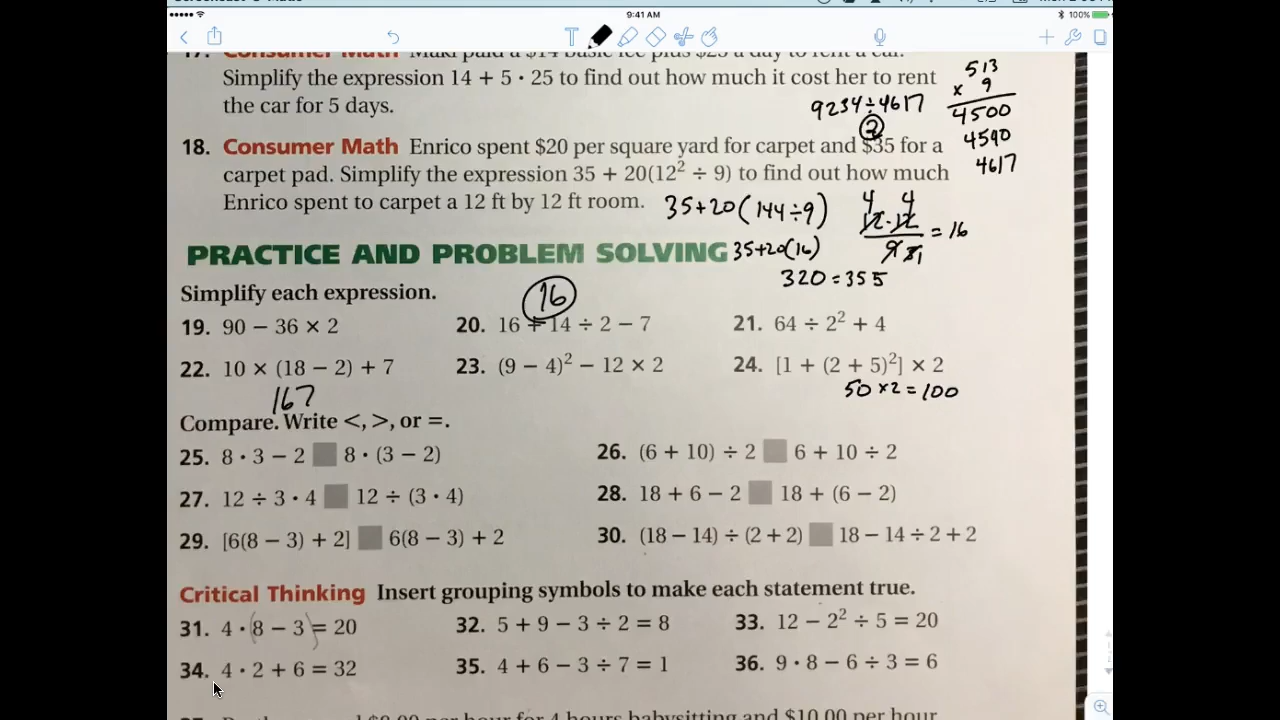 9:41 AM
100%
Simplify the expression 14 + 5 · 25 to find out how much it cost her to rent
the car for 5 days.
513
× 9
4500
4590
4617
9234÷4617
2
18. Consumer Math Enrico spent $20 per square yard for carpet and $35 for a
carpet pad. Simplify the expression 35 + 20(12² ÷ 9) to find out how much
Enrico spent to carpet a 12 ft by 12 ft room.
35+20(144÷9)
4 4
12·12 = 16
35+20(16)
320=355
PRACTICE AND PROBLEM SOLVING
Simplify each expression.
16
19. 90 − 36 × 2
20. 16 + 14 ÷ 2 − 7
21. 64 ÷ 2² + 4
22. 10 × (18 − 2) + 7
23. (9 − 4)² − 12 × 2
24. [1 + (2 + 5)²] × 2
167
50×2=100
Compare. Write <, >, or =.
25. 8 · 3 − 2 8 · (3 − 2)
26. (6 + 10) ÷ 2 6 + 10 ÷ 2
27. 12 ÷ 3 · 4 12 ÷ (3 · 4)
28. 18 + 6 − 2 18 + (6 − 2)
29. [6(8 − 3) + 2] 6(8 − 3) + 2
30. (18 − 14) ÷ (2 + 2) 18 − 14 ÷ 2 + 2
Critical Thinking Insert grouping symbols to make each statement true.
31. 4 · (8 − 3) = 20
32. 5 + 9 − 3 ÷ 2 = 8
33. 12 − 2² ÷ 5 = 20
34. 4 · 2 + 6 = 32
35. 4 + 6 − 3 ÷ 7 = 1
36. 9 · 8 − 6 ÷ 3 = 6